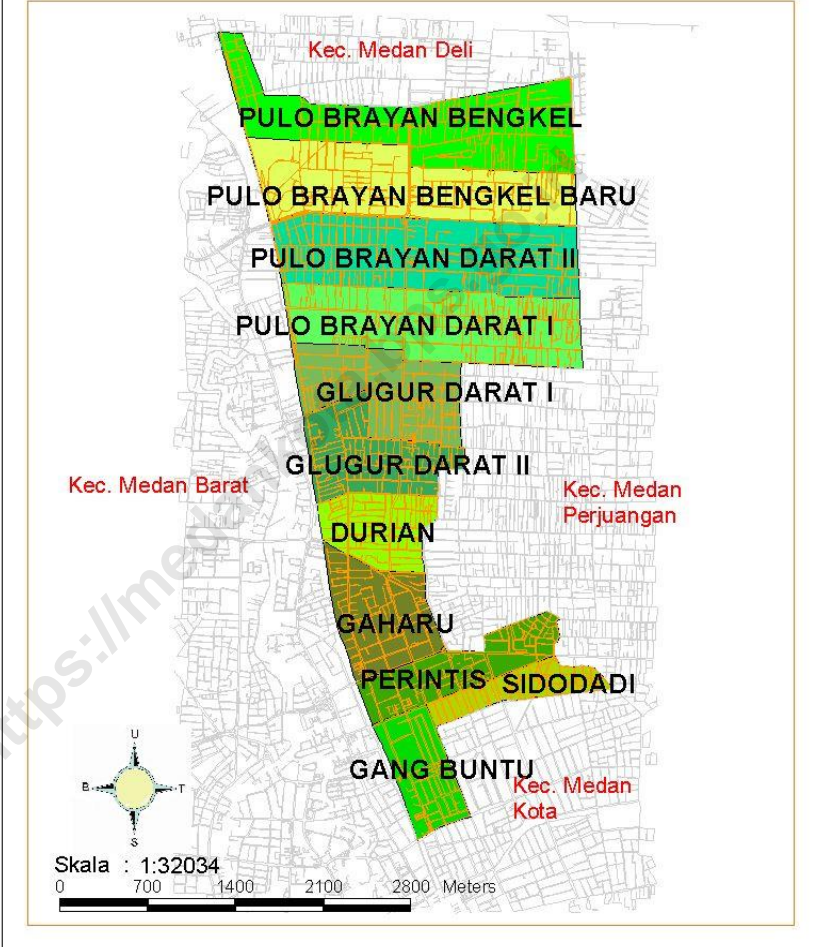 Kec. Medan Deli
PULO BRAYAN BENGKEL
PULO BRAYAN BENGKEL BARU
PULO BRAYAN DARAT II
PULO BRAYAN DARAT I
GLUGUR DARAT I
GLUGUR DARAT II
Kec. Medan Barat
Kec. Medan
Perjuangan
DURIAN
GAHARU
PERINTIS
SIDODADI
GANG BUNTU
Kec. Medan
Kota
U
B
T
S
Skala : 1:32034
0 700 1400 2100 2800 Meters